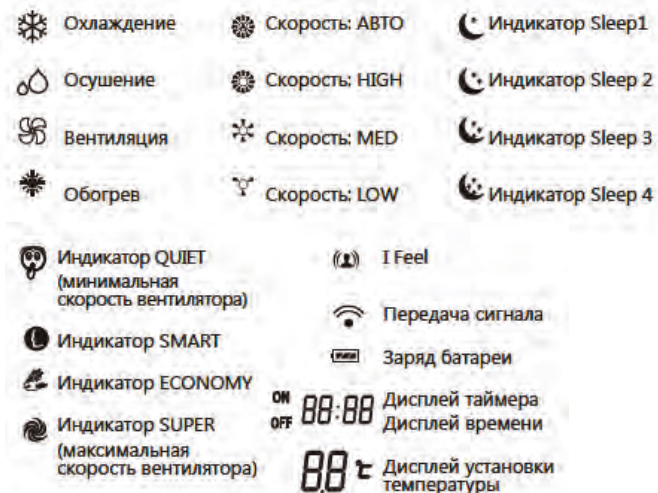 Охлаждение
Скорость: АВТО
Индикатор Sleep1
Осушение
Скорость: HIGH
Индикатор Sleep 2
Вентиляция
Скорость: MED
Индикатор Sleep 3
Обогрев
Скорость: LOW
Индикатор Sleep 4
Индикатор QUIET
(минимальная
скорость вентилятора)
Индикатор SMART
Индикатор ECONOMY
Индикатор SUPER
(максимальная
скорость вентилятора)
I Feel
Передача сигнала
Заряд батареи
ON
OFF
88:88
Дисплей таймера
Дисплей времени
8.8 °C
Дисплей установки
температуры